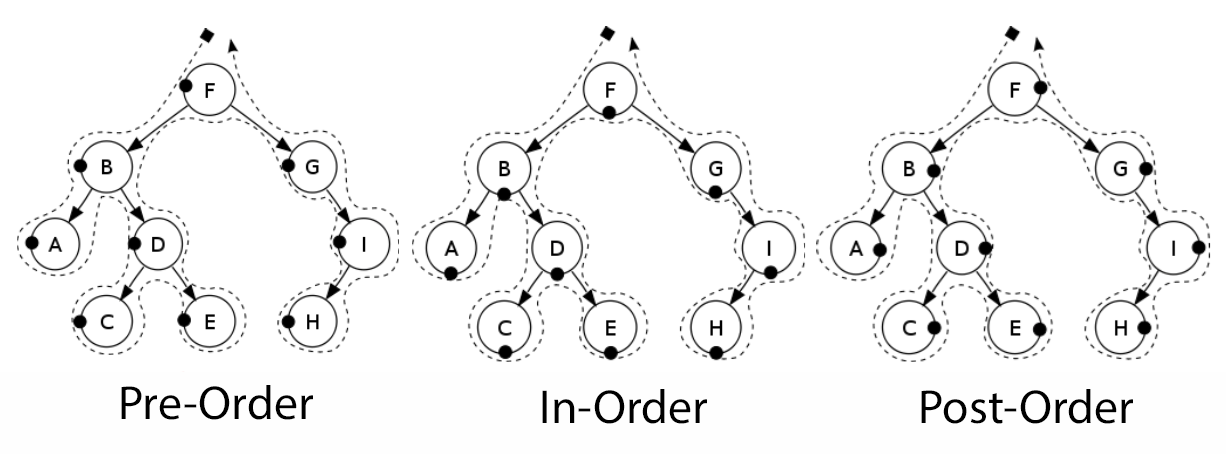 F F F
B G B G B G
A D I A D I A D I
C E H C E H C E H
Pre-Order In-Order Post-Order